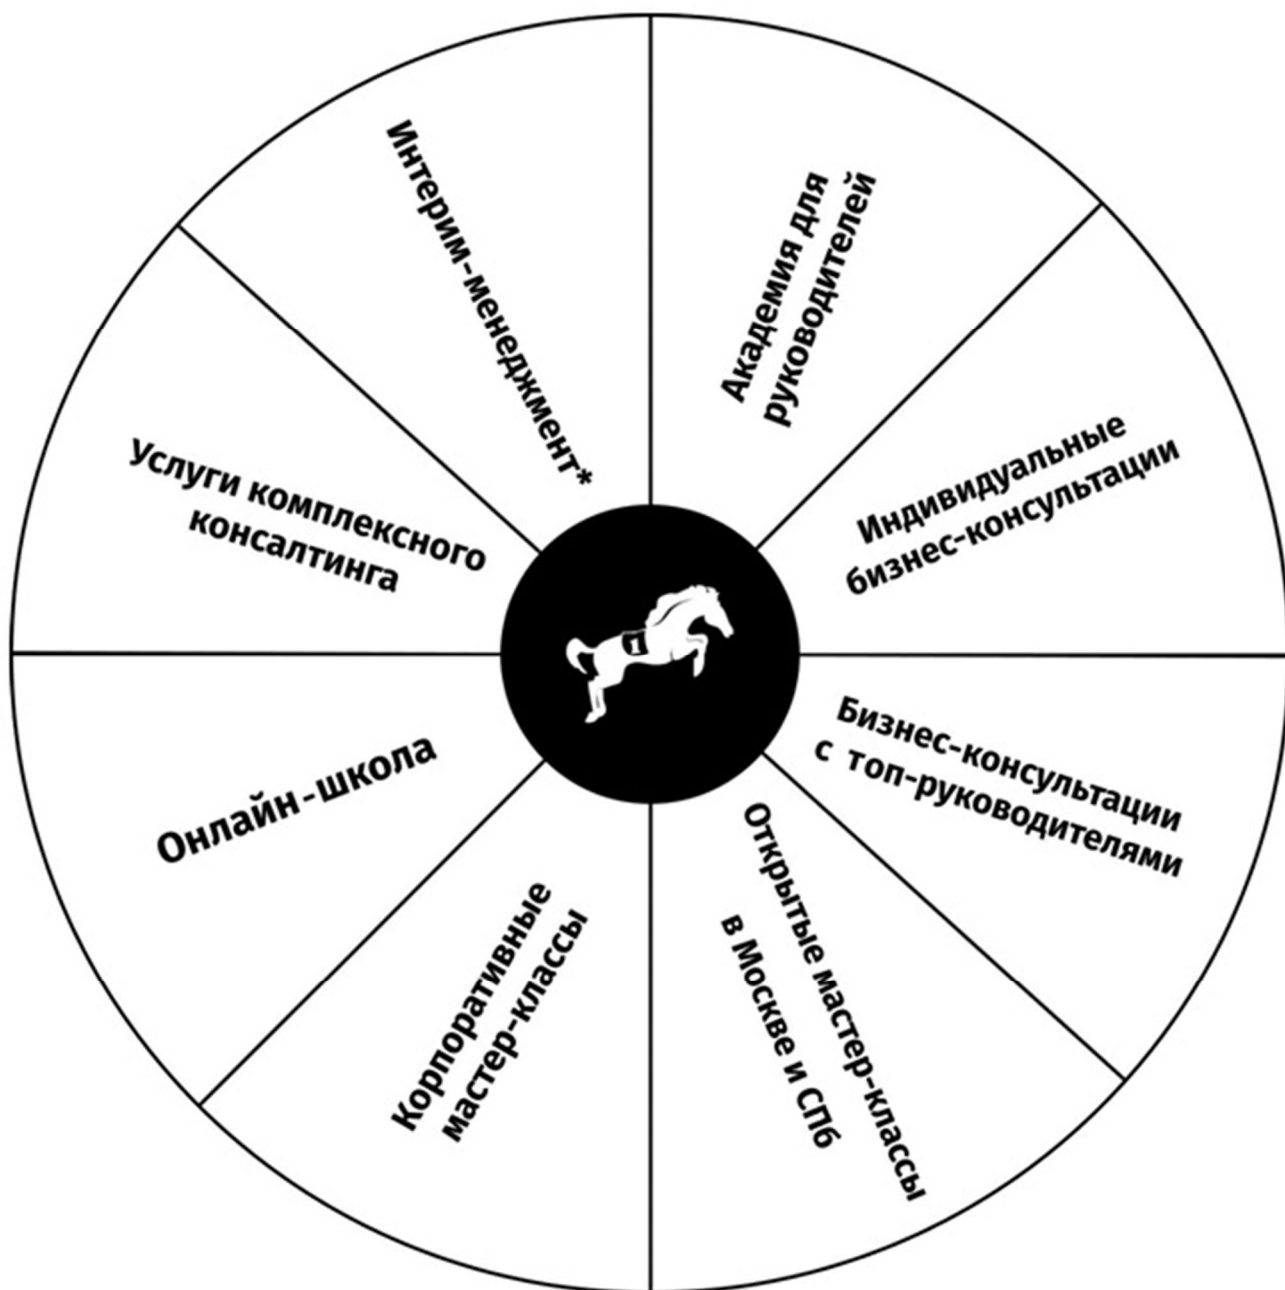 Академия для
руководителей
Индивидуальные
бизнес-консультации
Бизнес-консультации
с топ-руководителями
Открытые мастер-классы
в Москве и СПб
Корпоративные
мастер-классы
Онлайн-школа
Услуги комплексного
консалтинга
Интерим-менеджмент*
1